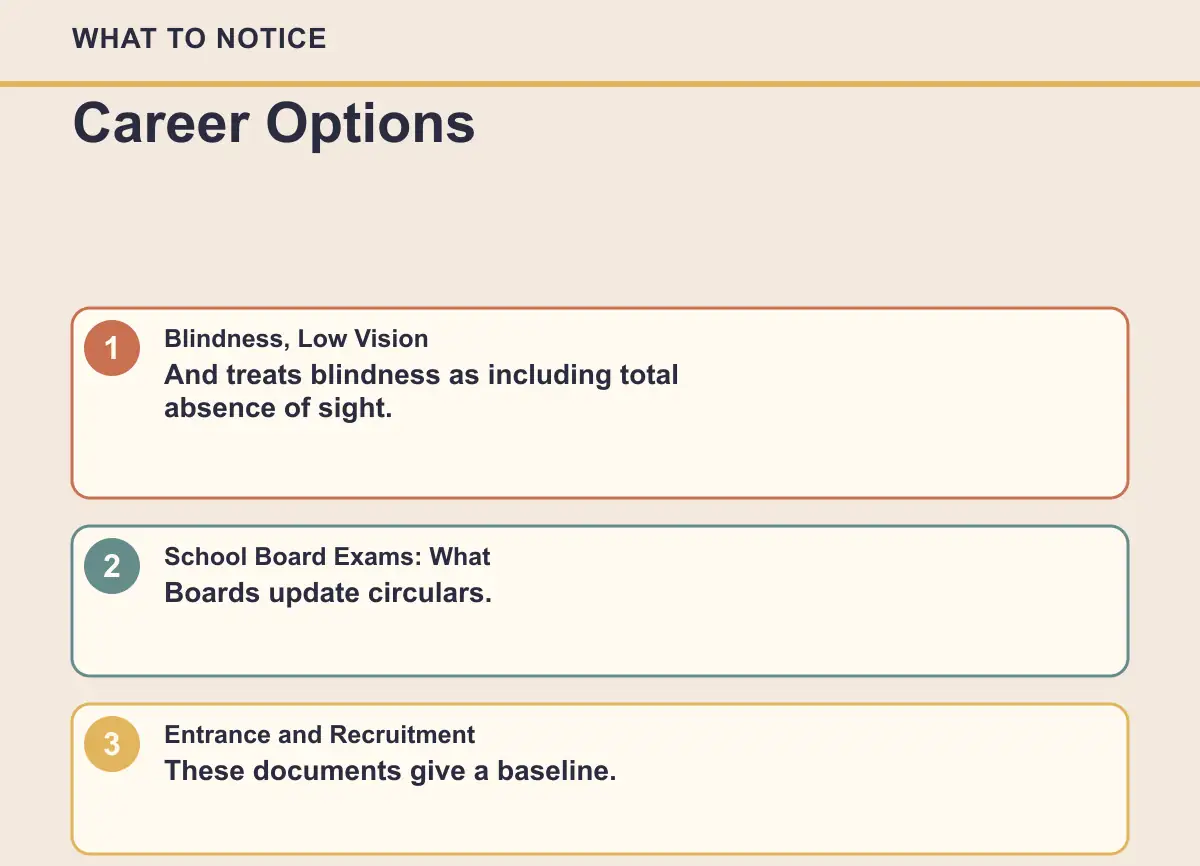 WHAT TO NOTICE
Career Options
1
Blindness, Low Vision
And treats blindness as including total
absence of sight.
2
School Board Exams: What
Boards update circulars.
3
Entrance and Recruitment
These documents give a baseline.